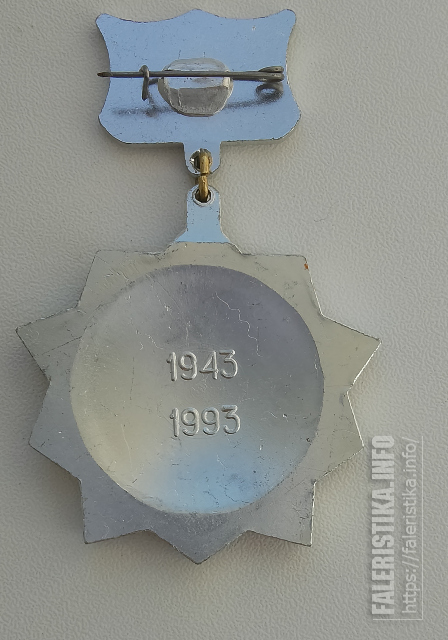 1943
1993
FALERISTIKA.INFO
https://faleristika.info/